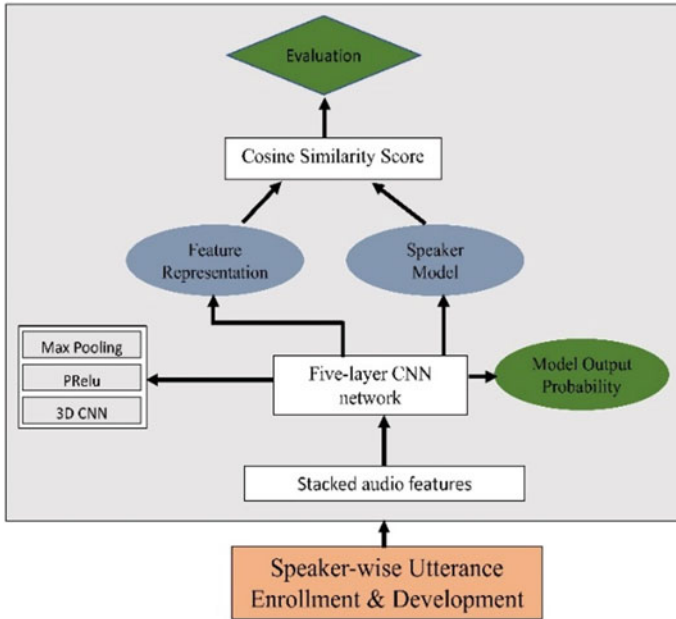 Evaluation
Cosine Similarity Score
Feature
Representation
Speaker
Model
Max Pooling
PRelu
3D CNN
Five-layer CNN
network
Model Output
Probability
Stacked audio features
Speaker-wise Utterance
Enrollment & Development